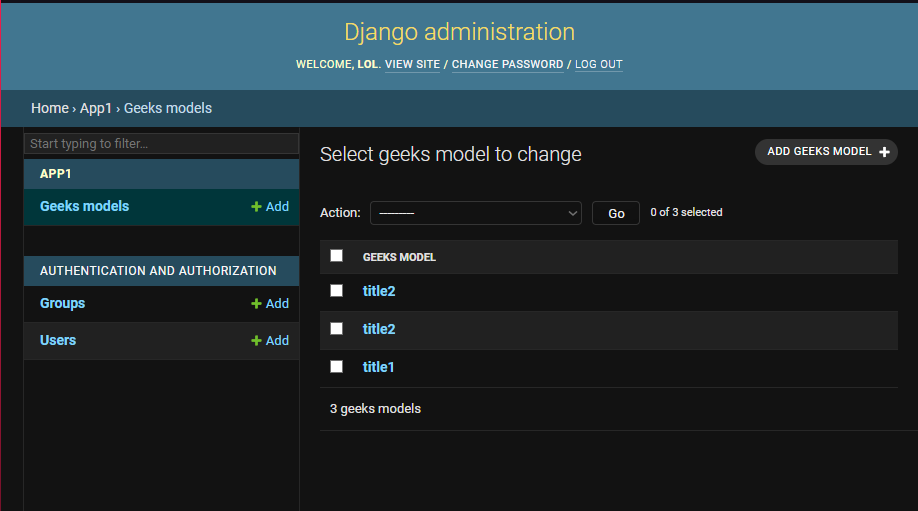 Django administration
WELCOME, LOL. VIEW SITE / CHANGE PASSWORD / LOG OUT
Home › App1 › Geeks models
Start typing to filter...
APP1
Geeks models + Add
AUTHENTICATION AND AUTHORIZATION
Groups + Add
Users + Add
Select geeks model to change
ADD GEEKS MODEL +
Action: --------- Go 0 of 3 selected
GEEKS MODEL
title2
title2
title1
3 geeks models